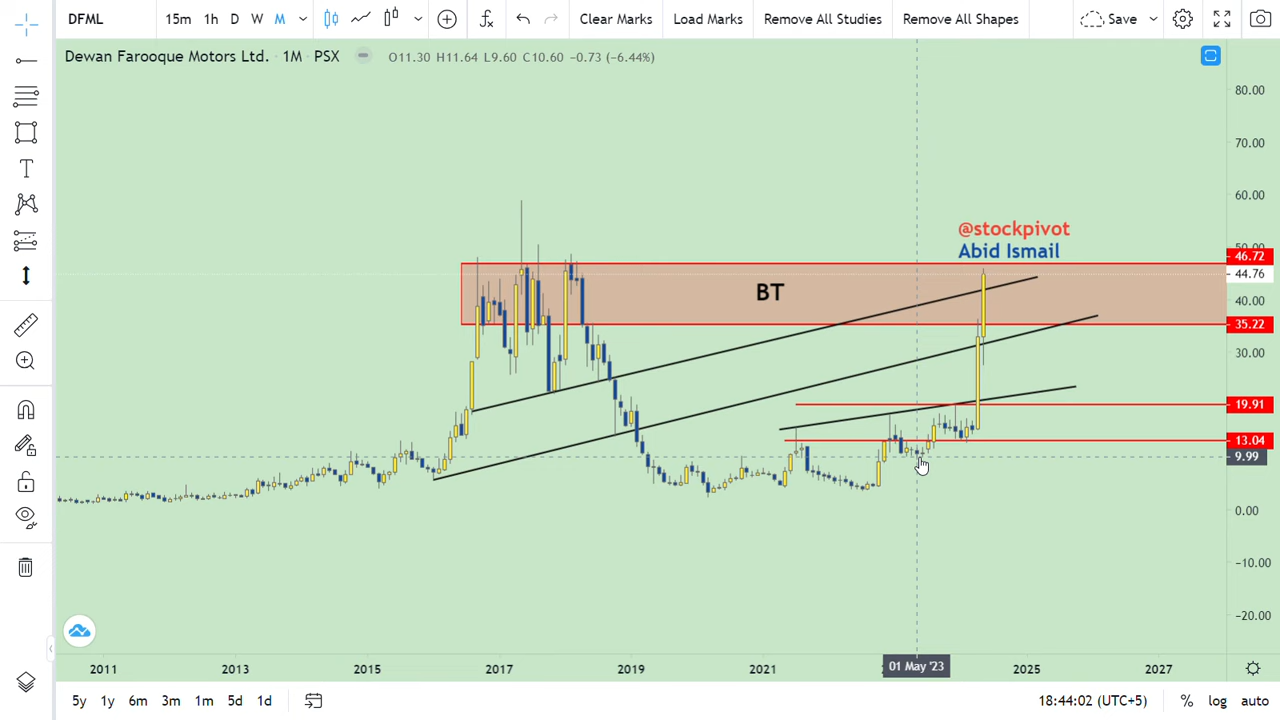 DFML 15m 1h D W M Clear Marks Load Marks Remove All Studies Remove All Shapes Save
Dewan Farooque Motors Ltd. 1M PSX O11.30 H11.64 L9.60 C10.60 −0.73 (−6.44%)
80.00
70.00
60.00
@stockpivot
Abid Ismail
46.72
44.76
BT
40.00
35.22
30.00
19.91
13.04
9.99
0.00
−10.00
−20.00
2011 2013 2015 2017 2019 2021 01 May '23 2025 2027
5y 1y 6m 3m 1m 5d 1d 18:44:02 (UTC+5) % log auto